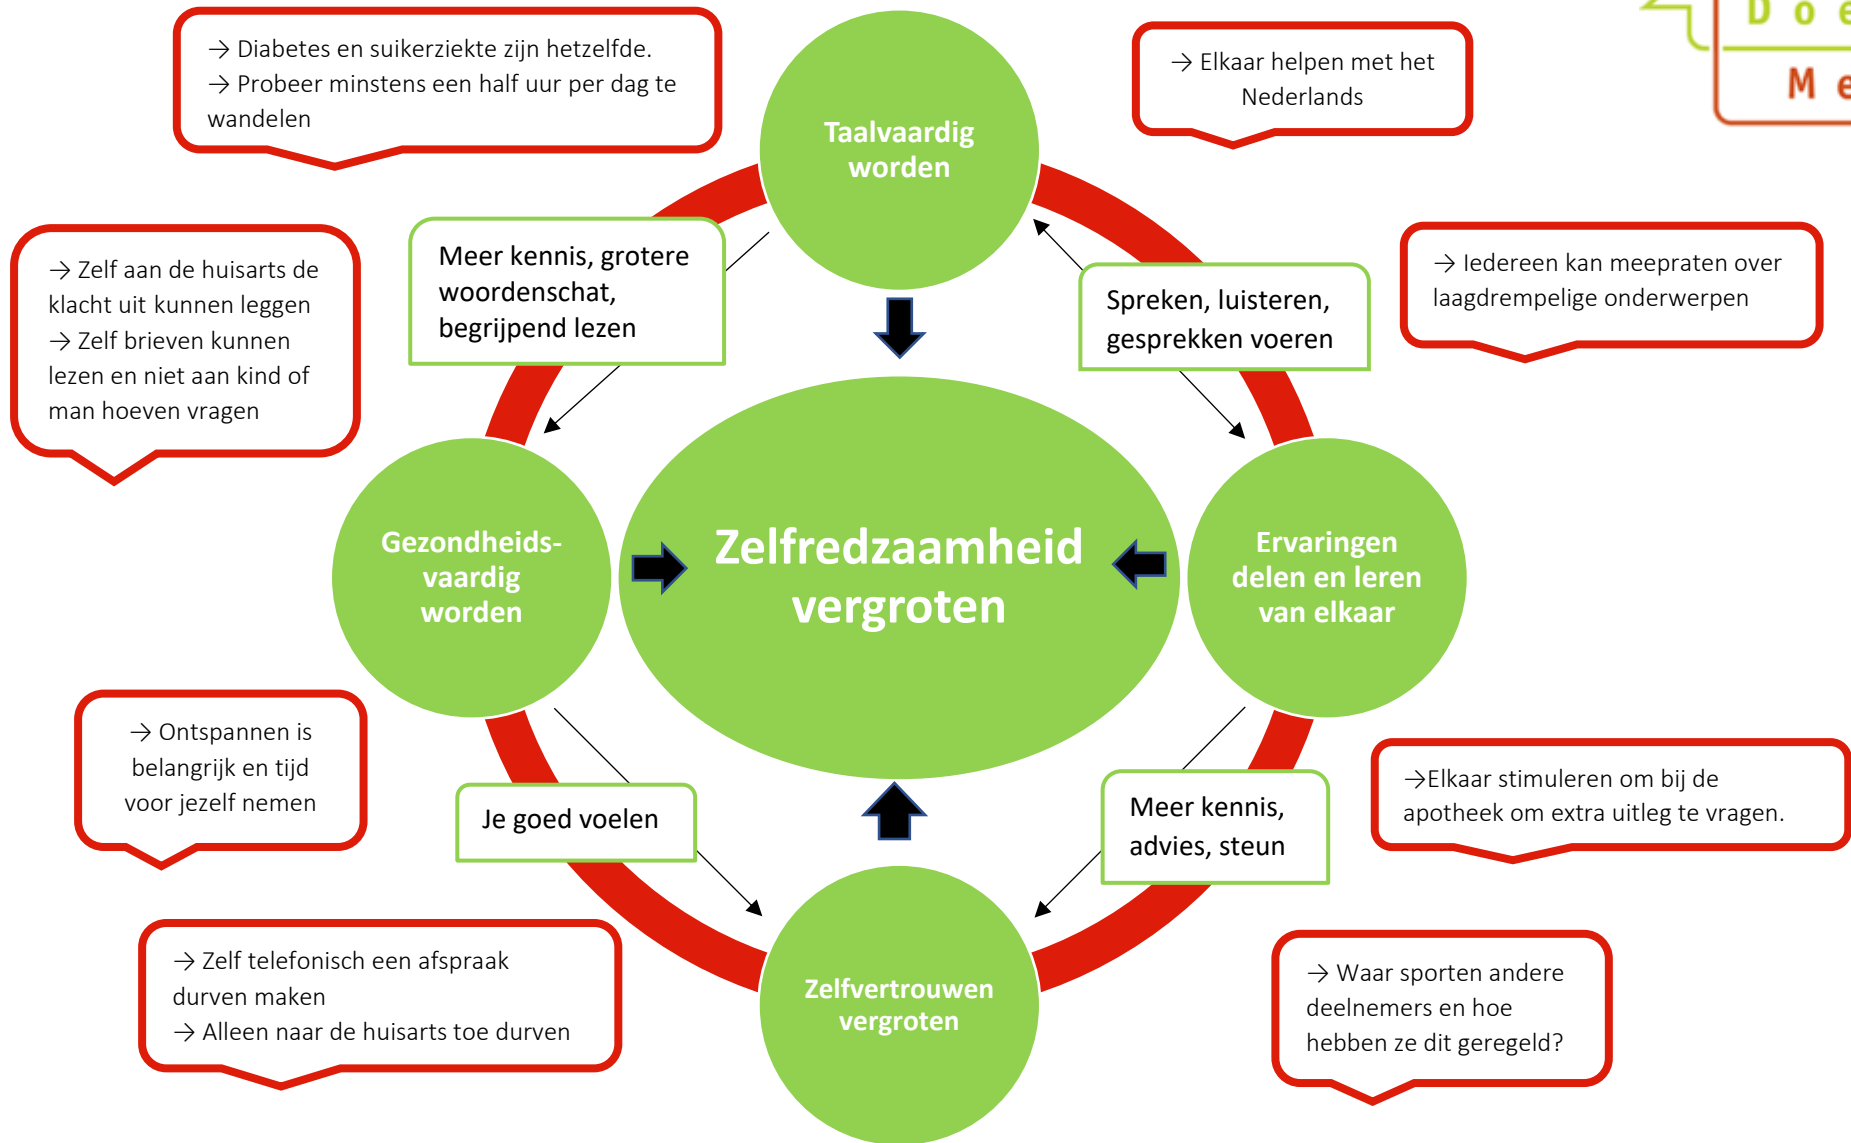 → Diabetes en suikerziekte zijn hetzelfde.
→ Probeer minstens een half uur per dag te
wandelen
Taalvaardig
worden
→ Elkaar helpen met het
Nederlands
→ Zelf aan de huisarts de
klacht uit kunnen leggen
→ Zelf brieven kunnen
lezen en niet aan kind of
man hoeven vragen
Meer kennis, grotere
woordenschat,
begrijpend lezen
Spreken, luisteren,
gesprekken voeren
→ Iedereen kan meepraten over
laagdrempelige onderwerpen
Gezondheids-
vaardig
worden
Zelfredzaamheid
vergroten
Ervaringen
delen en leren
van elkaar
→ Ontspannen is
belangrijk en tijd
voor jezelf nemen
Je goed voelen
Meer kennis,
advies, steun
→Elkaar stimuleren om bij de
apotheek om extra uitleg te vragen.
→ Zelf telefonisch een afspraak
durven maken
→ Alleen naar de huisarts toe durven
Zelfvertrouwen
vergroten
→ Waar sporten andere
deelnemers en hoe
hebben ze dit geregeld?